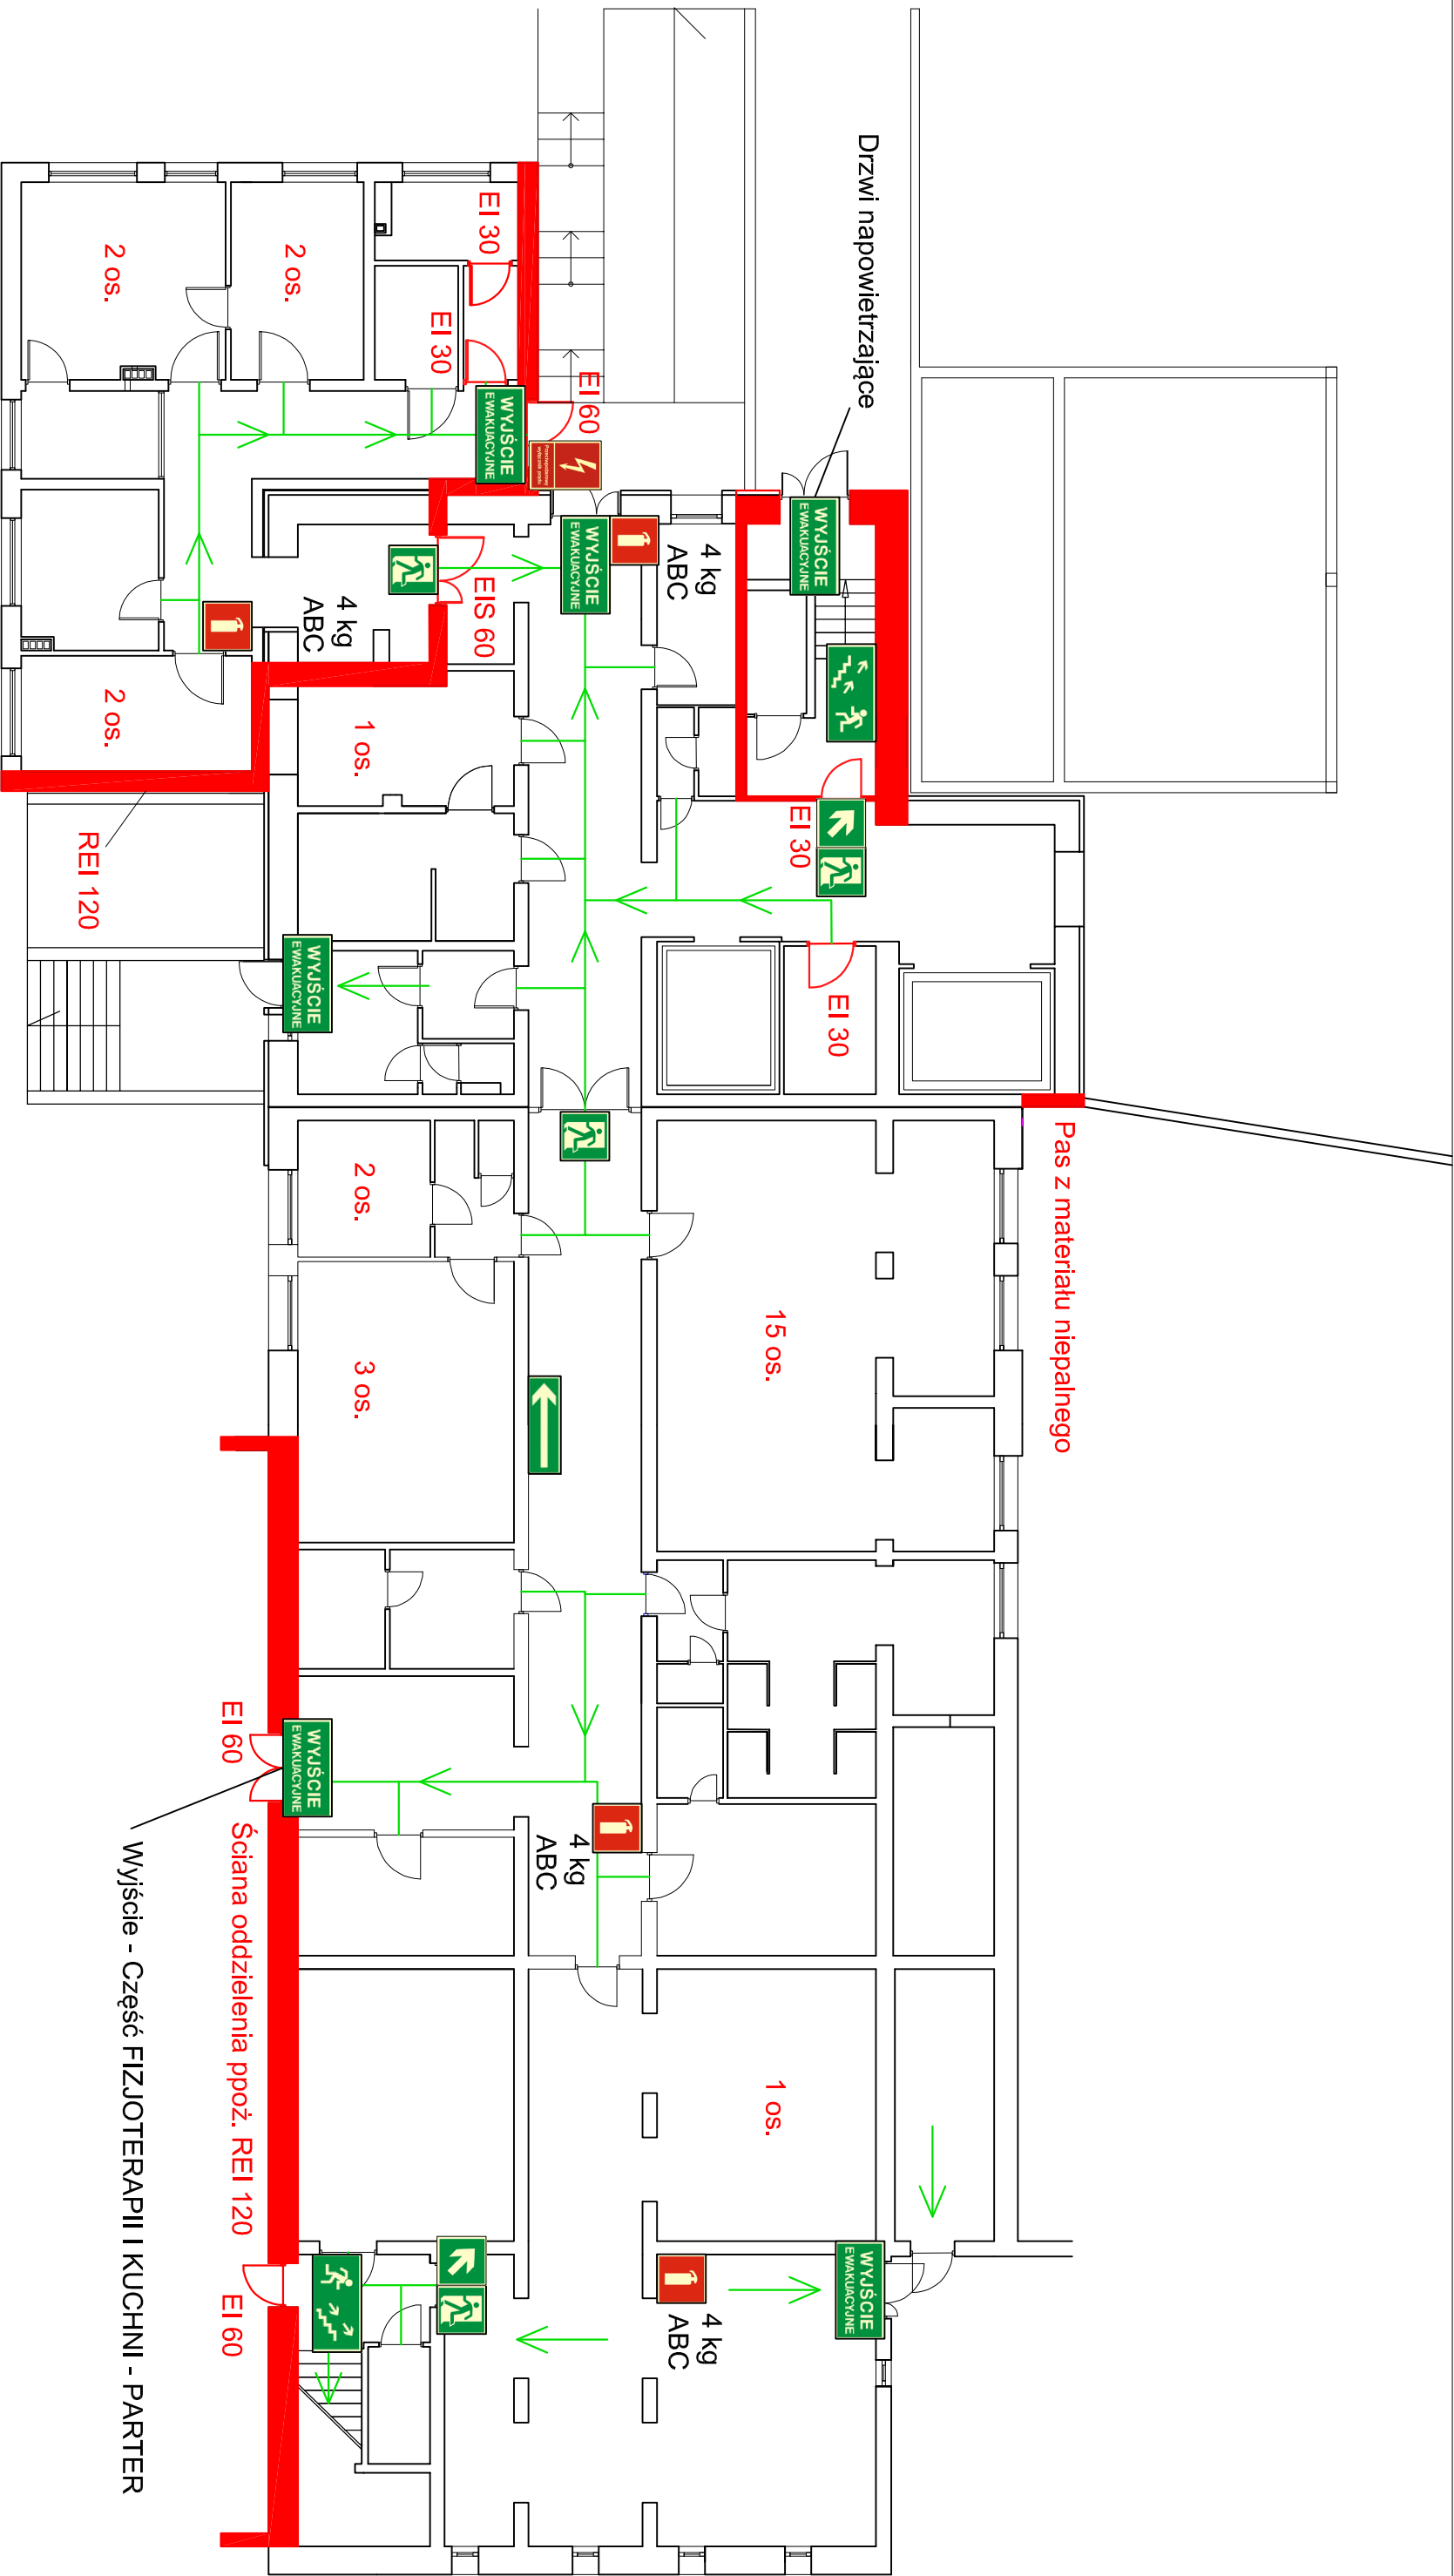 Pas z materiału niepalnego
Drzwi napowietrzające
WYJŚCIE
EWAKUACYJNE
EI 30
WYJŚCIE
EWAKUACYJNE
EI 30
15 os.
1 os.
4 kg
ABC
4 kg
ABC
EI 60
Przeciwpożarowy
wyłącznik prądu
WYJŚCIE
EWAKUACYJNE
4 kg
ABC
WYJŚCIE
EWAKUACYJNE
EI 30
EIS 60
EI 30
1 os.
2 os.
3 os.
4 kg
ABC
WYJŚCIE
EWAKUACYJNE
WYJŚCIE
EWAKUACYJNE
2 os.
EI 60
Ściana oddzielenia ppoż. REI 120
EI 60
Wyjście - Część FIZJOTERAPII I KUCHNI - PARTER
2 os.
2 os.
REI 120